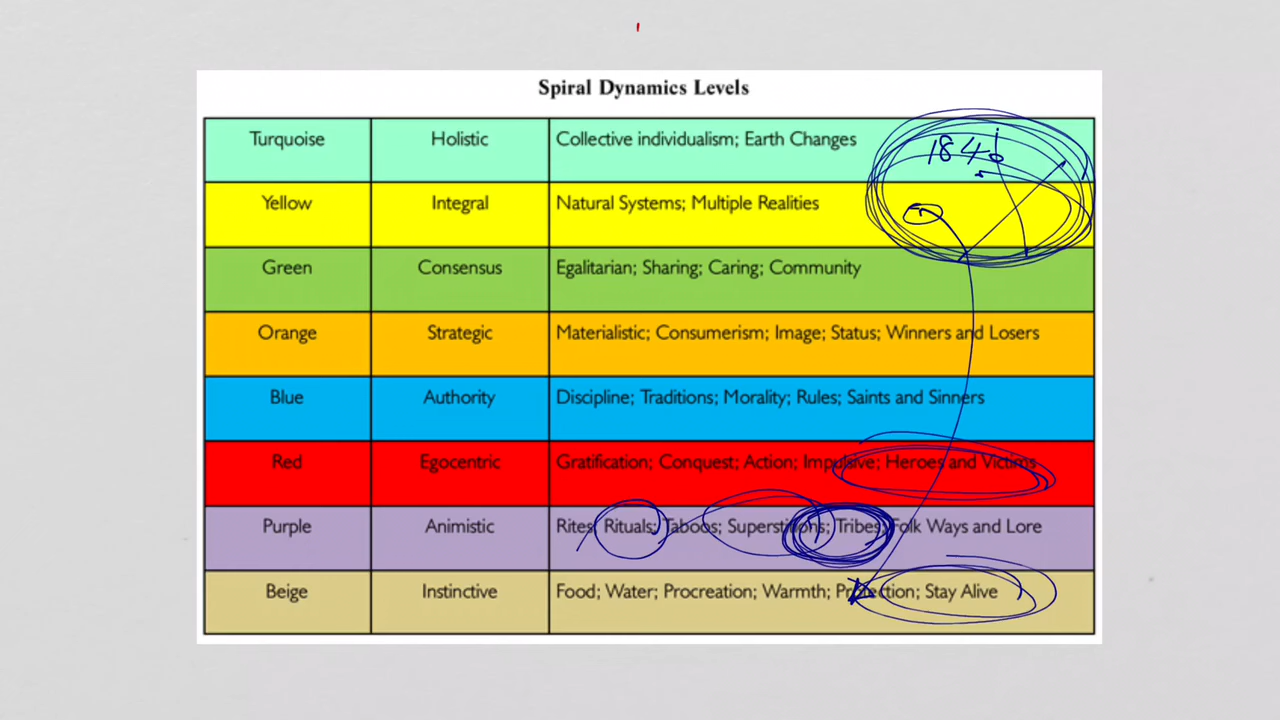 Spiral Dynamics Levels
Turquoise Holistic Collective individualism; Earth Changes
Yellow Integral Natural Systems; Multiple Realities
Green Consensus Egalitarian; Sharing; Caring; Community
Orange Strategic Materialistic; Consumerism; Image; Status; Winners and Losers
Blue Authority Discipline; Traditions; Morality; Rules; Saints and Sinners
Red Egocentric Gratification; Conquest; Action; Impulsive; Heroes and Victims
Purple Animistic Rites; Rituals; Taboos; Superstitions; Tribes; Folk Ways and Lore
Beige Instinctive Food; Water; Procreation; Warmth; Protection; Stay Alive